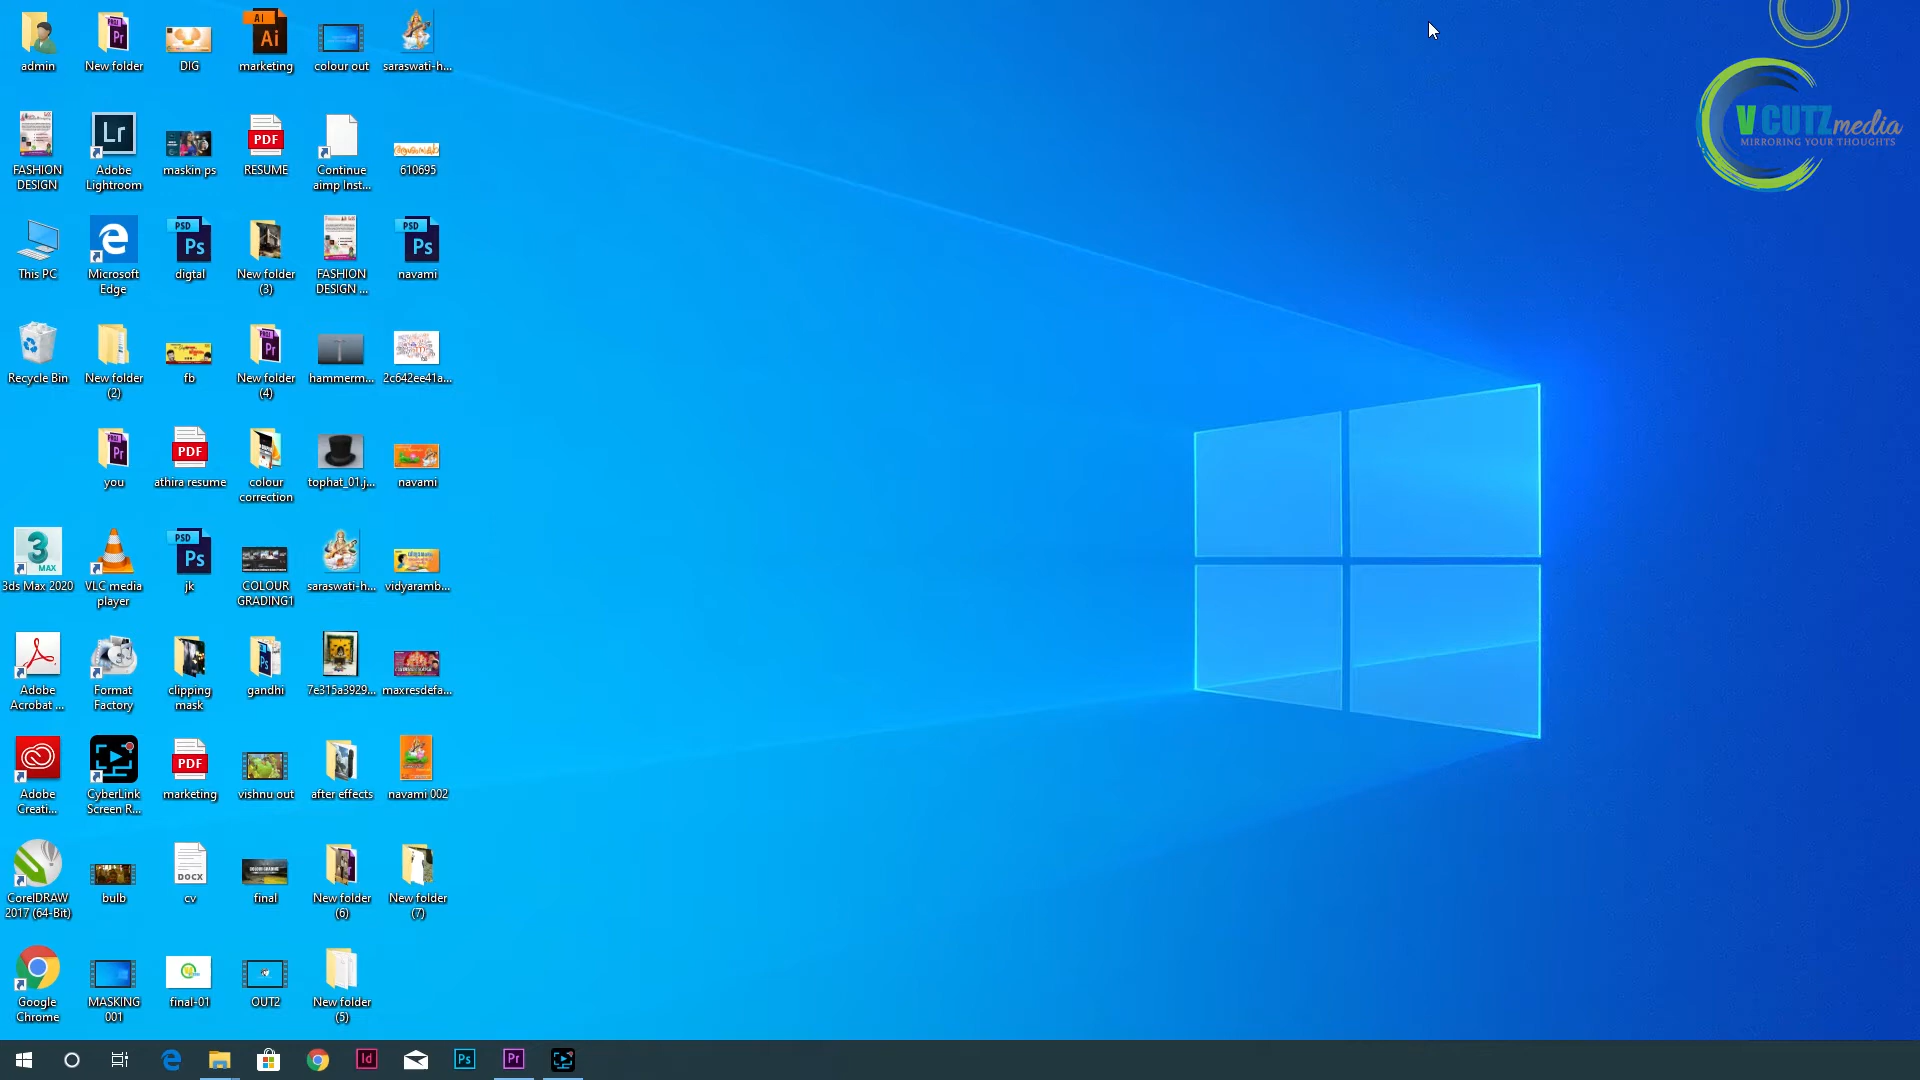 admin
New folder
DIG
marketing
colour out
saraswati-h...
FASHION
DESIGN
Adobe
Lightroom
maskin ps
RESUME
Continue
aimp Inst...
610695
This PC
Microsoft
Edge
digtal
New folder
(3)
FASHION
DESIGN ...
navami
Recycle Bin
New folder
(2)
fb
New folder
(4)
hammerm...
2c642ee41a...
you
athira resume
colour
correction
tophat_01.j...
navami
3ds Max 2020
VLC media
player
jk
COLOUR
GRADING1
saraswati-h...
vidyaramb...
Adobe
Acrobat ...
Format
Factory
clipping
mask
gandhi
7e315a3929...
maxresdefa...
Adobe
Creati...
CyberLink
Screen R...
marketing
vishnu out
after effects
navami 002
CorelDRAW
2017 (64-Bit)
bulb
cv
final
New folder
(6)
New folder
(7)
Google
Chrome
MASKING
001
final-01
OUT2
New folder
(5)
V CUTZmedia
MIRRORING YOUR THOUGHTS